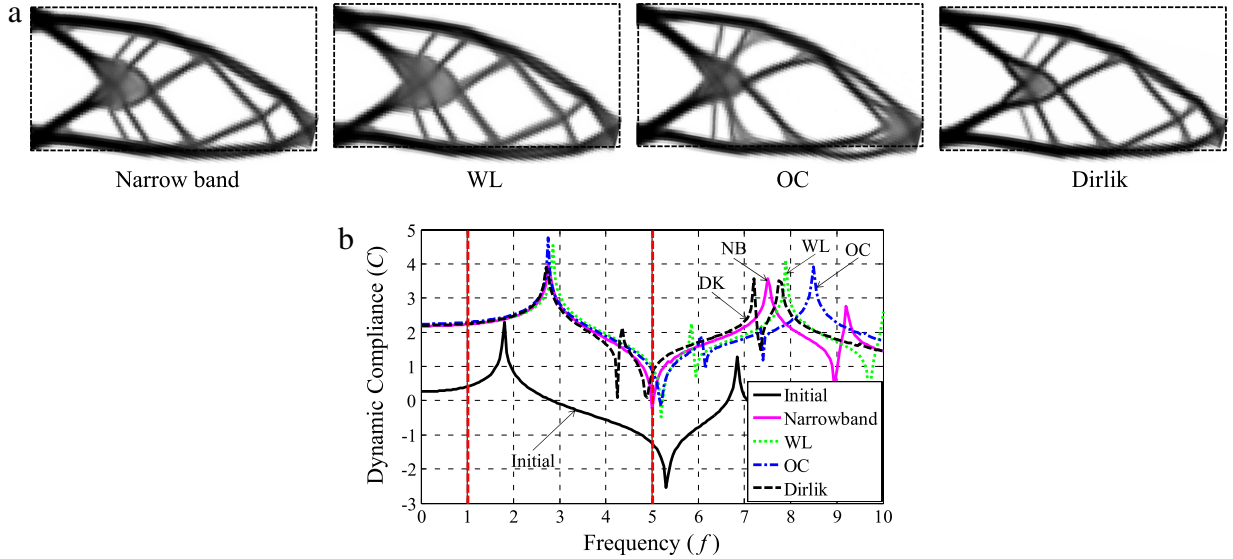 a
Narrow band
WL
OC
Dirlik
b
Dynamic Compliance (C)
5
4
3
2
1
0
-1
-2
-3
0
1
2
3
4
5
6
7
8
9
10
Frequency (f)
Initial
DK
NB
WL
OC
Initial
Narrowband
WL
OC
Dirlik